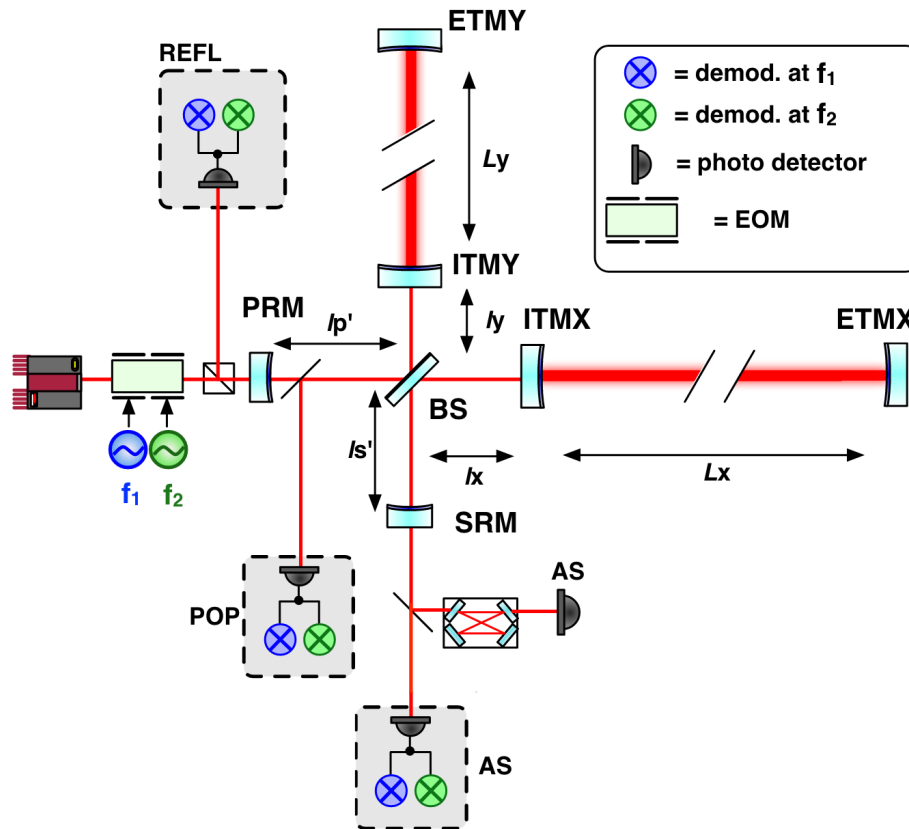 ETMY
REFL
= demod. at f1
= demod. at f2
= photo detector
= EOM
Ly
ITMY
PRM
lp'
ly
ITMX
ETMX
BS
ls'
lx
Lx
f1
f2
SRM
AS
POP
AS